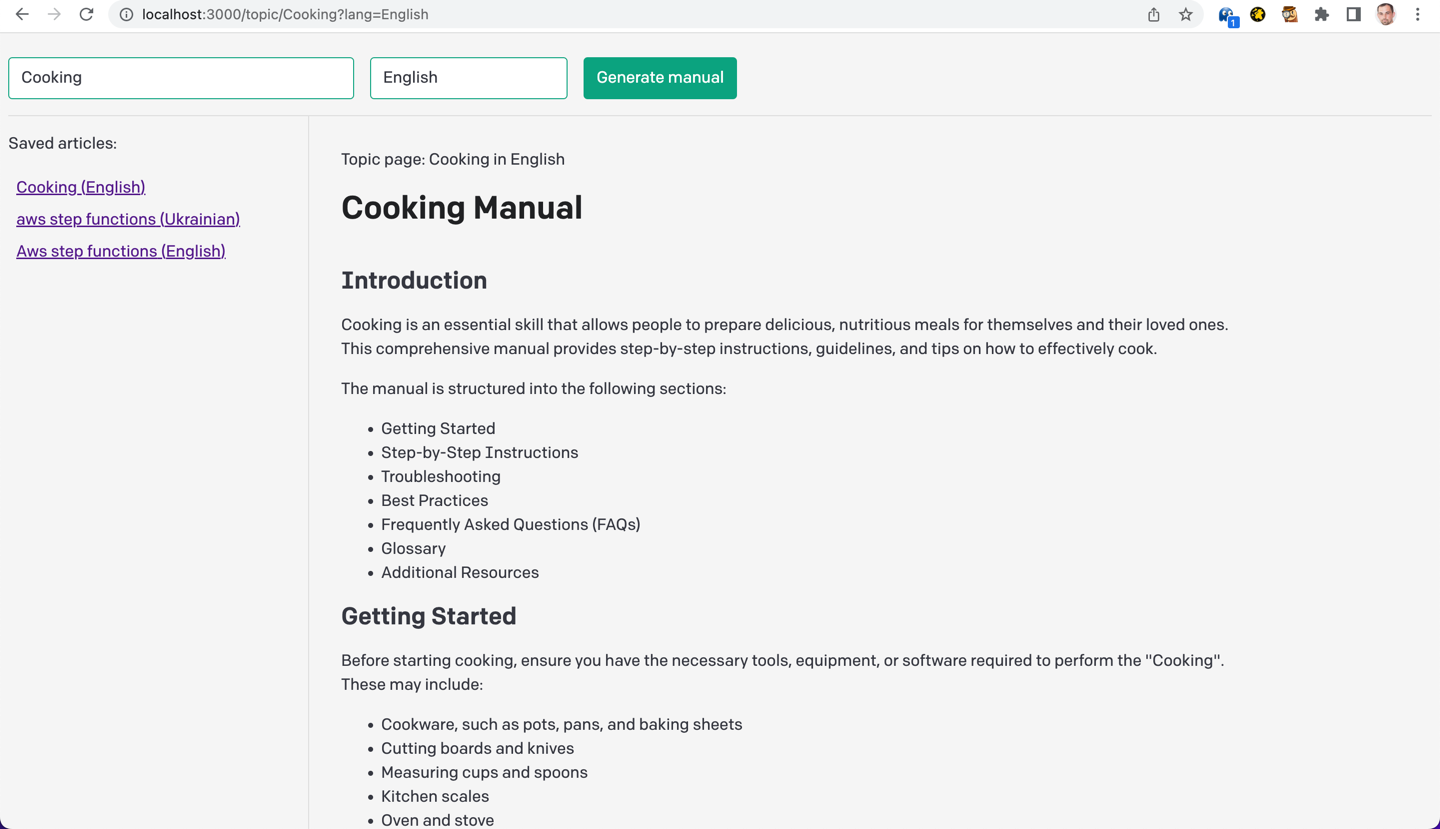 localhost:3000/topic/Cooking?lang=English
1
Cooking
English
Generate manual
Saved articles:
Cooking (English)
aws step functions (Ukrainian)
Aws step functions (English)
Topic page: Cooking in English
Cooking Manual
Introduction
Cooking is an essential skill that allows people to prepare delicious, nutritious meals for themselves and their loved ones.
This comprehensive manual provides step-by-step instructions, guidelines, and tips on how to effectively cook.
The manual is structured into the following sections:
• Getting Started
• Step-by-Step Instructions
• Troubleshooting
• Best Practices
• Frequently Asked Questions (FAQs)
• Glossary
• Additional Resources
Getting Started
Before starting cooking, ensure you have the necessary tools, equipment, or software required to perform the "Cooking".
These may include:
• Cookware, such as pots, pans, and baking sheets
• Cutting boards and knives
• Measuring cups and spoons
• Kitchen scales
• Oven and stove